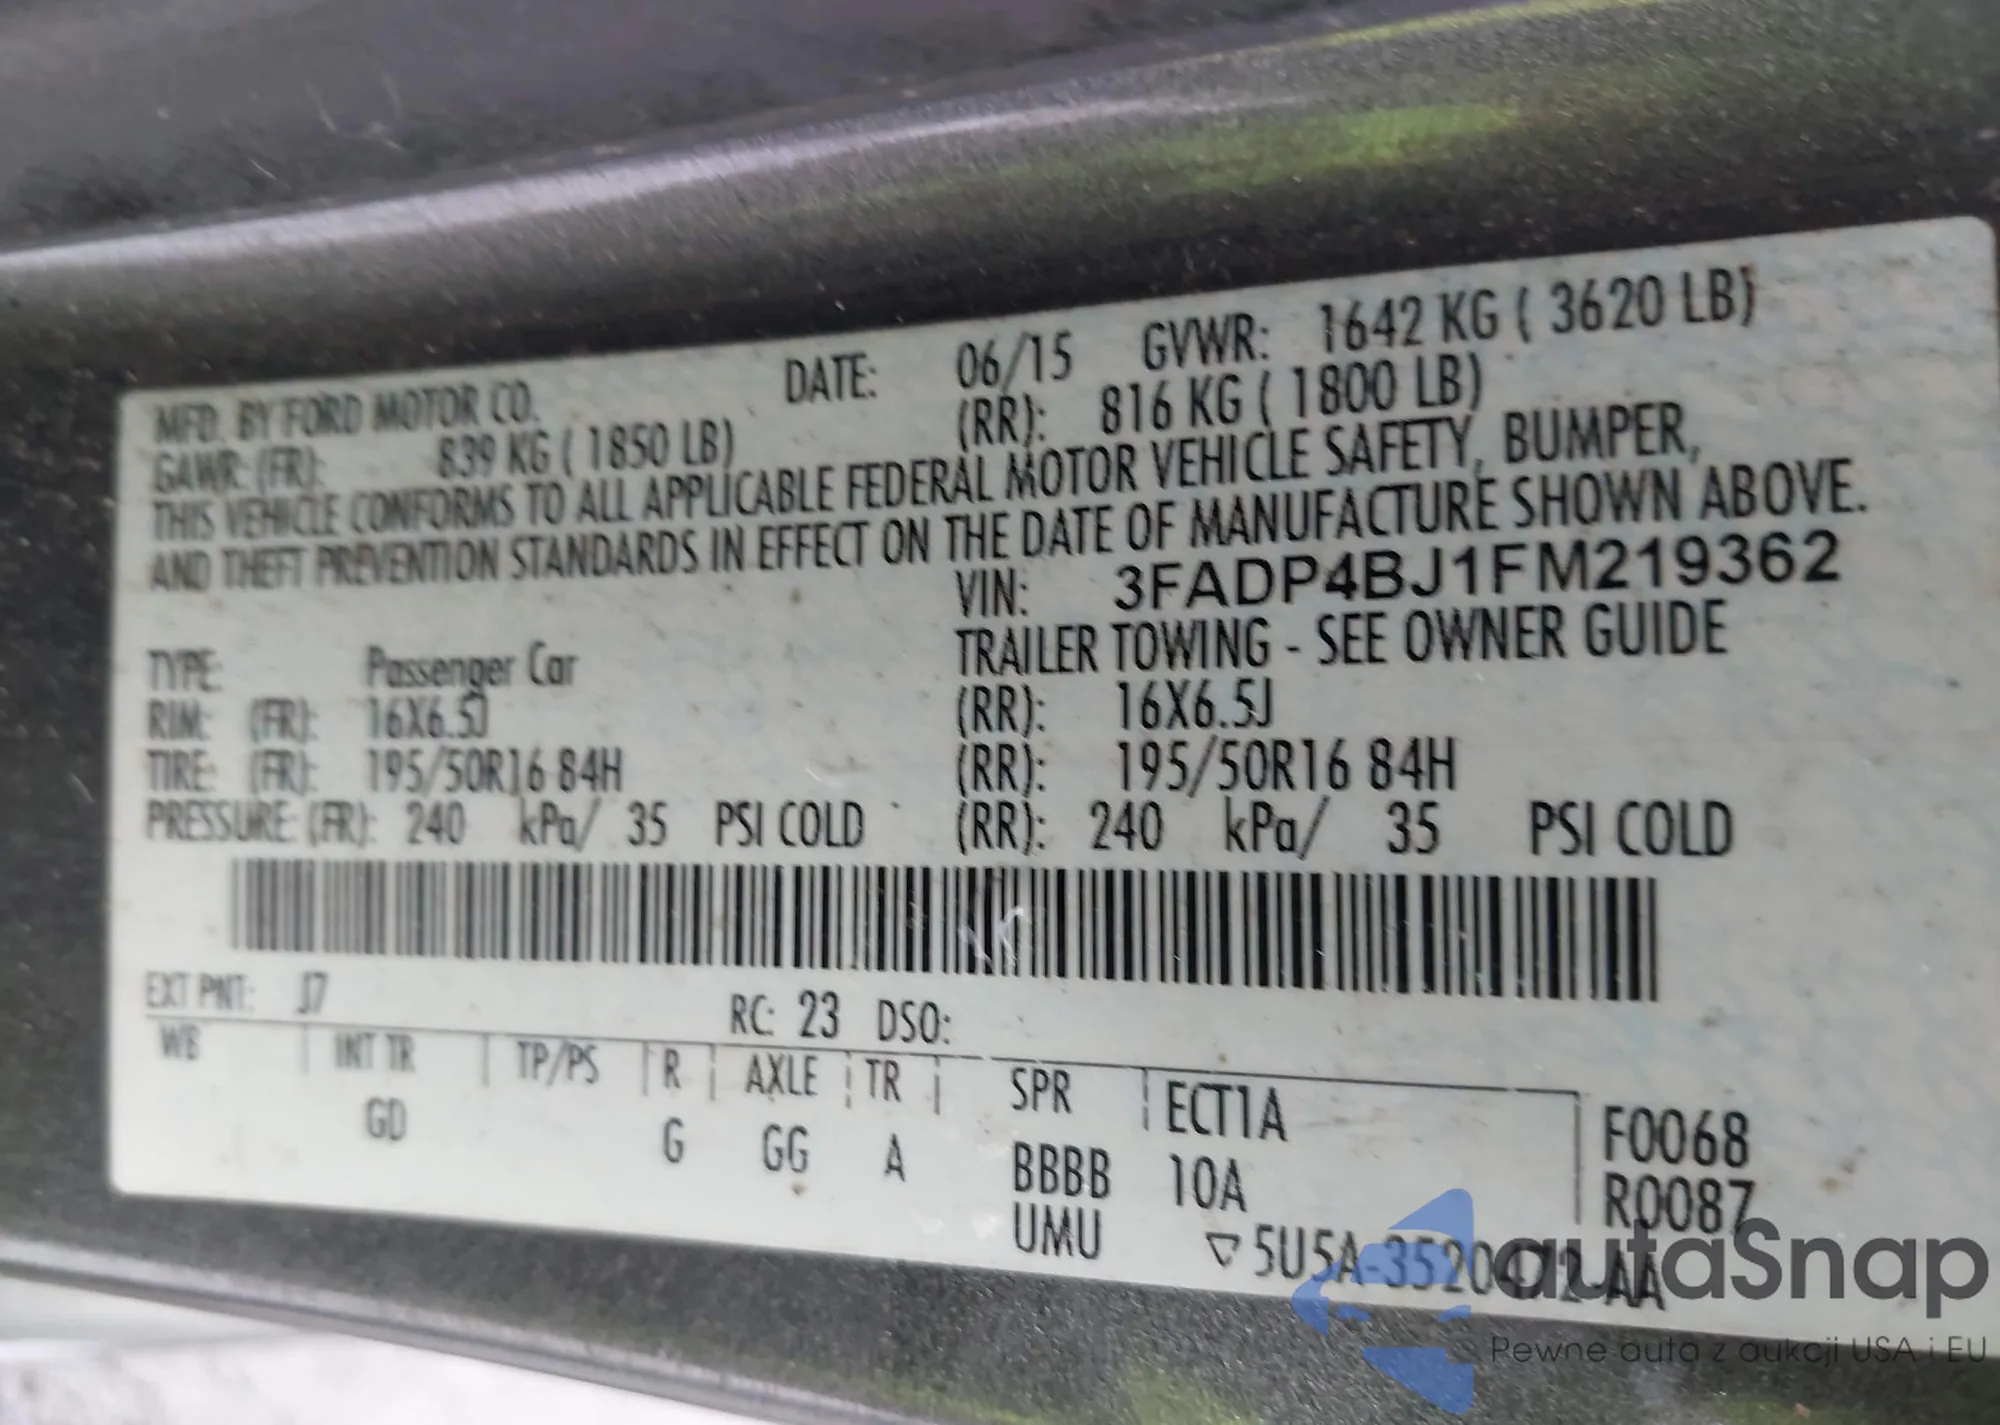 MFD. BY FORD MOTOR CO. DATE: 06/15 GVWR: 1642 KG ( 3620 LB)
GAWR: (FR): 839 KG ( 1850 LB) (RR): 816 KG ( 1800 LB)
THIS VEHICLE CONFORMS TO ALL APPLICABLE FEDERAL MOTOR VEHICLE SAFETY, BUMPER,
AND THEFT PREVENTION STANDARDS IN EFFECT ON THE DATE OF MANUFACTURE SHOWN ABOVE.
VIN: 3FADP4BJ1FM219362
TYPE: Passenger Car TRAILER TOWING - SEE OWNER GUIDE
RIM: (FR): 16X6.5J (RR): 16X6.5J
TIRE: (FR): 195/50R16 84H (RR): 195/50R16 84H
PRESSURE: (FR): 240 kPa/ 35 PSI COLD (RR): 240 kPa/ 35 PSI COLD
EXT PNT: J7 RC: 23 DSO:
WB INT TR TP/PS R AXLE TR SPR ECT1A F0068
GD G GG A BBBB 10A R0087
UMU ▽5U5A-3520472-AA
autaSnap
Pewne auta z aukcji USA i EU